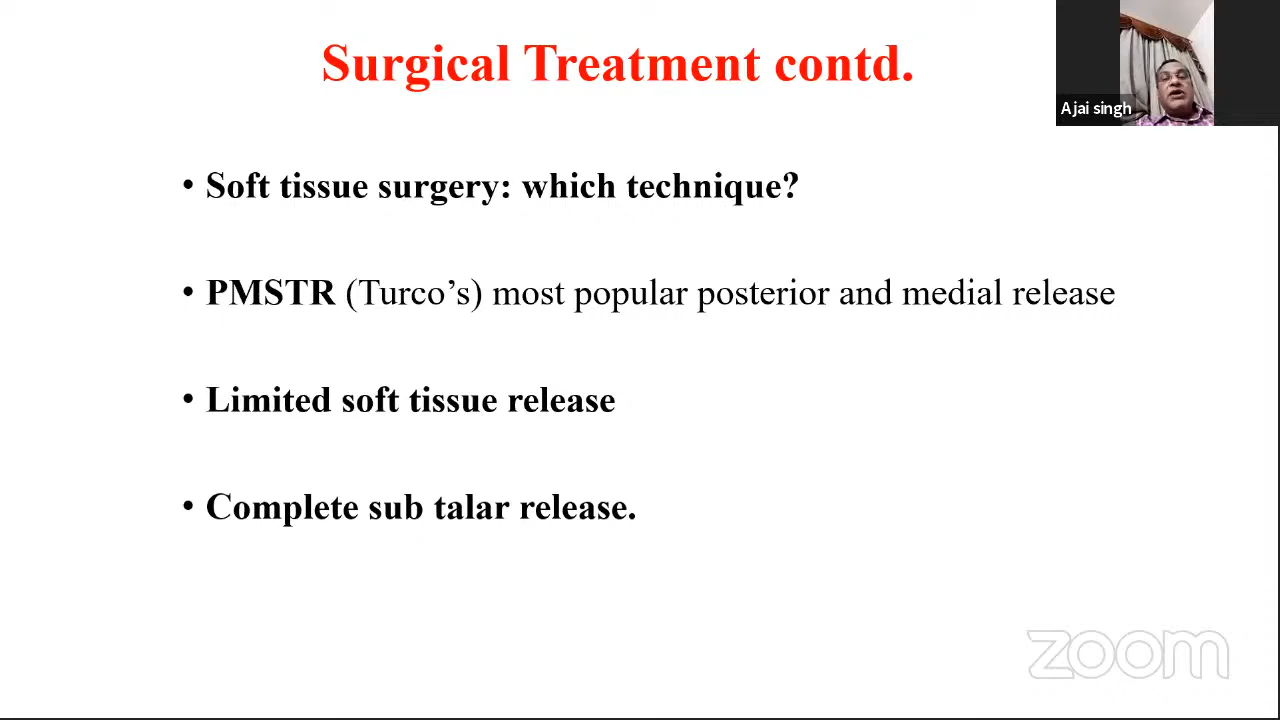 Surgical Treatment contd.
Ajai singh
• Soft tissue surgery: which technique?
• PMSTR (Turco’s) most popular posterior and medial release
• Limited soft tissue release
• Complete sub talar release.
zoom